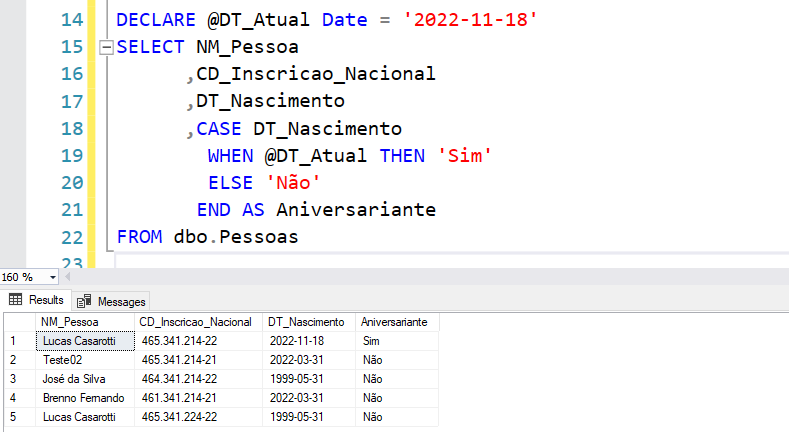 14 DECLARE @DT_Atual Date = '2022-11-18'
15 SELECT NM_Pessoa
16 ,CD_Inscricao_Nacional
17 ,DT_Nascimento
18 ,CASE DT_Nascimento
19 WHEN @DT_Atual THEN 'Sim'
20 ELSE 'Não'
21 END AS Aniversariante
22 FROM dbo.Pessoas
23
160 %
Results Messages
NM_Pessoa CD_Inscricao_Nacional DT_Nascimento Aniversariante
1 Lucas Casarotti 465.341.214-22 2022-11-18 Sim
2 Teste02 465.341.214-21 2022-03-31 Não
3 José da Silva 464.341.214-22 1999-05-31 Não
4 Brenno Fernando 461.341.214-21 2022-03-31 Não
5 Lucas Casarotti 465.341.224-22 1999-05-31 Não